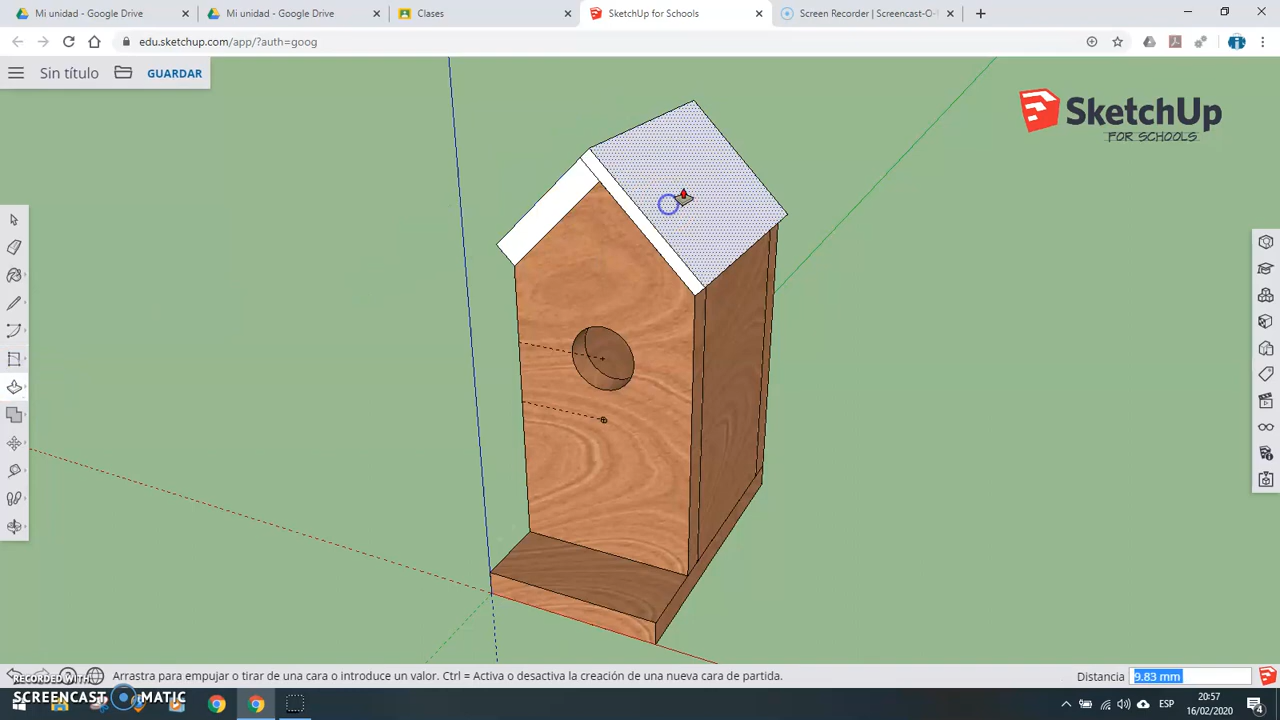 Mi unidad - Google Drive
Mi unidad - Google Drive
Clases
SketchUp for Schools
Screen Recorder | Screencast-O-
edu.sketchup.com/app/?auth=goog
Sin título
GUARDAR
SketchUp
FOR SCHOOLS
Arrastra para empujar o tirar de una cara o introduce un valor. Ctrl = Activa o desactiva la creación de una nueva cara de partida.
Distancia
9.83 mm
RECORDED WITH
SCREENCAST MATIC
ESP
20:57
16/02/2020
4